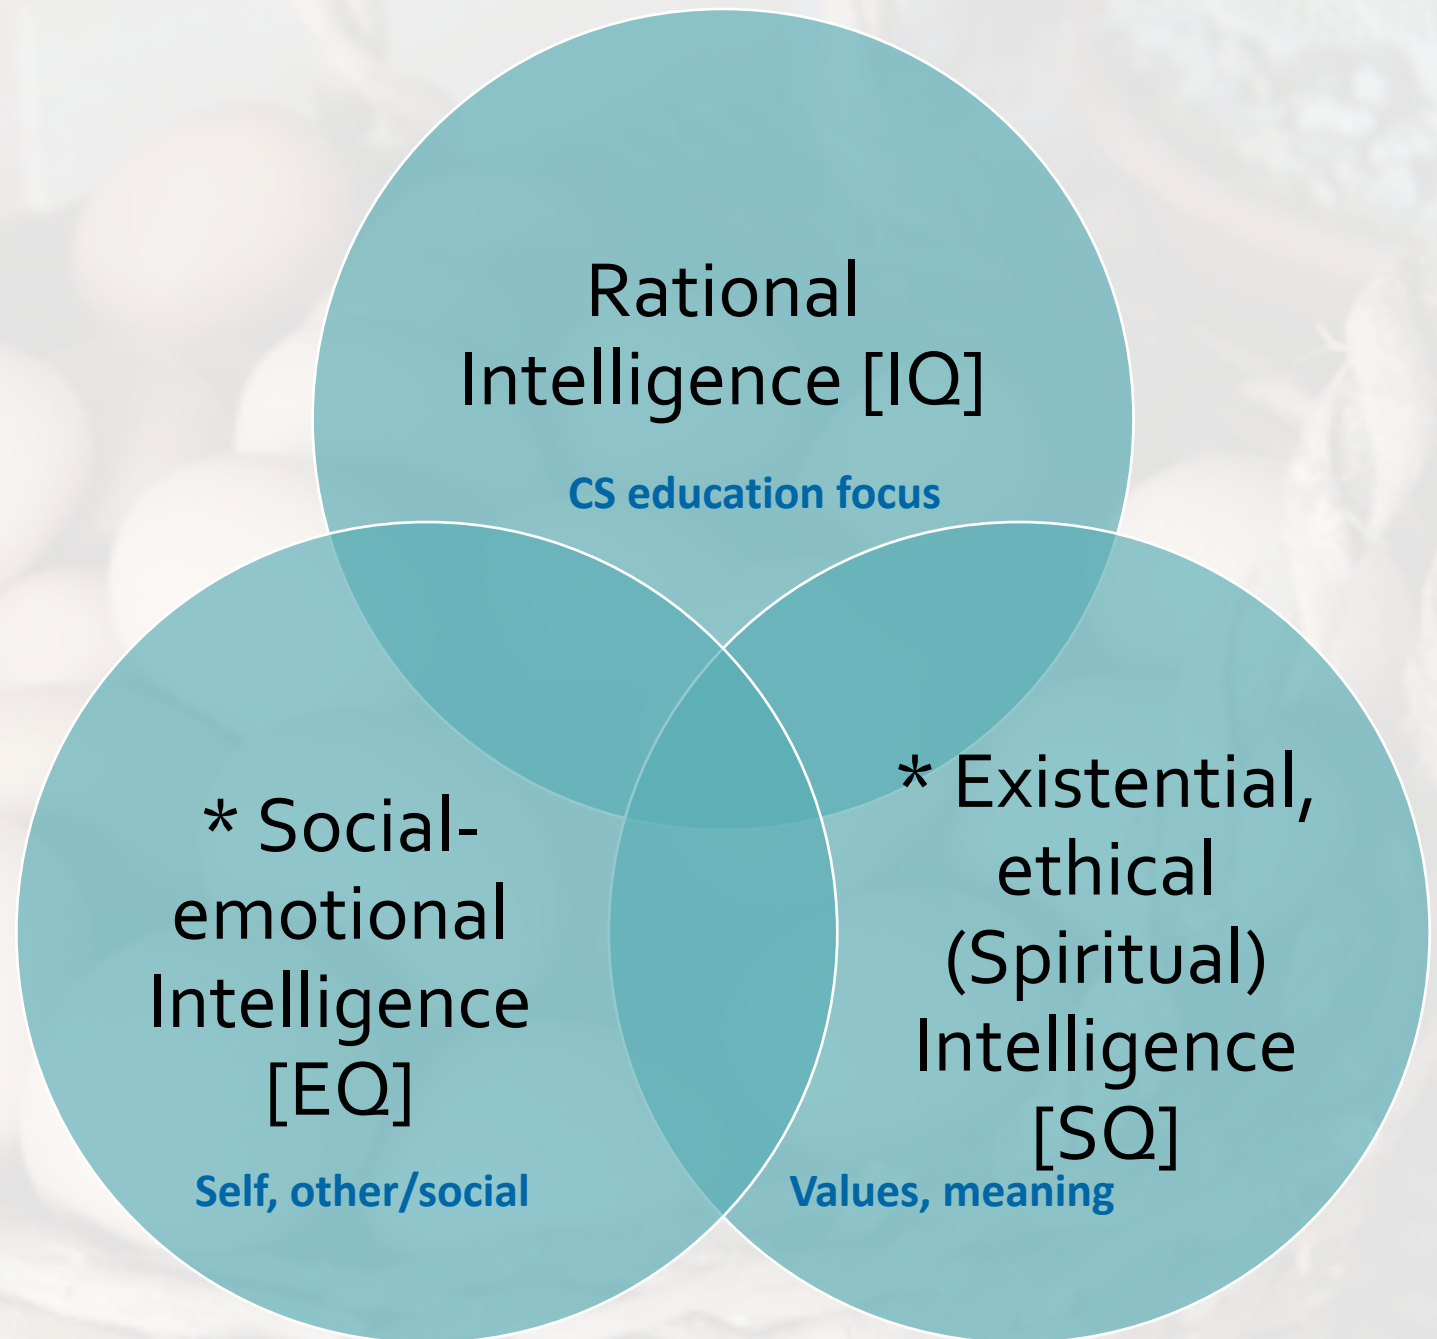 Rational
Intelligence [IQ]
CS education focus
* Social-
emotional
Intelligence
[EQ]
Self, other/social
* Existential,
ethical
(Spiritual)
Intelligence
[SQ]
Values, meaning